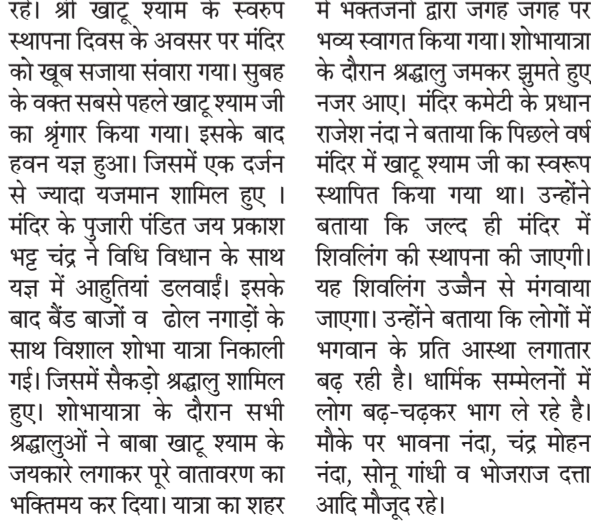 रहे। श्री खाटू श्याम के स्वरुप
स्थापना दिवस के अवसर पर मंदिर
को खूब सजाया संवारा गया। सुबह
के वक्त सबसे पहले खाटू श्याम जी
का श्रृंगार किया गया। इसके बाद
हवन यज्ञ हुआ। जिसमें एक दर्जन
से ज्यादा यजमान शामिल हुए ।
मंदिर के पुजारी पंडित जय प्रकाश
भट्ट चंद्र ने विधि विधान के साथ
यज्ञ में आहुतियां डलवाईं। इसके
बाद बैंड बाजों व ढोल नगाड़ों के
साथ विशाल शोभा यात्रा निकाली
गई। जिसमें सैकड़ो श्रद्धालु शामिल
हुए। शोभायात्रा के दौरान सभी
श्रद्धालुओं ने बाबा खाटू श्याम के
जयकारे लगाकर पूरे वातावरण का
भक्तिमय कर दिया। यात्रा का शहर
में भक्तजनों द्वारा जगह जगह पर
भव्य स्वागत किया गया। शोभायात्रा
के दौरान श्रद्धालु जमकर झुमते हुए
नजर आए। मंदिर कमेटी के प्रधान
राजेश नंदा ने बताया कि पिछले वर्ष
मंदिर में खाटू श्याम जी का स्वरूप
स्थापित किया गया था। उन्होंने
बताया कि जल्द ही मंदिर में
शिवलिंग की स्थापना की जाएगी।
यह शिवलिंग उज्जैन से मंगवाया
जाएगा। उन्होंने बताया कि लोगों में
भगवान के प्रति आस्था लगातार
बढ़ रही है। धार्मिक सम्मेलनों में
लोग बढ़-चढ़कर भाग ले रहे है।
मौके पर भावना नंदा, चंद्र मोहन
नंदा, सोनू गांधी व भोजराज दत्ता
आदि मौजूद रहे।